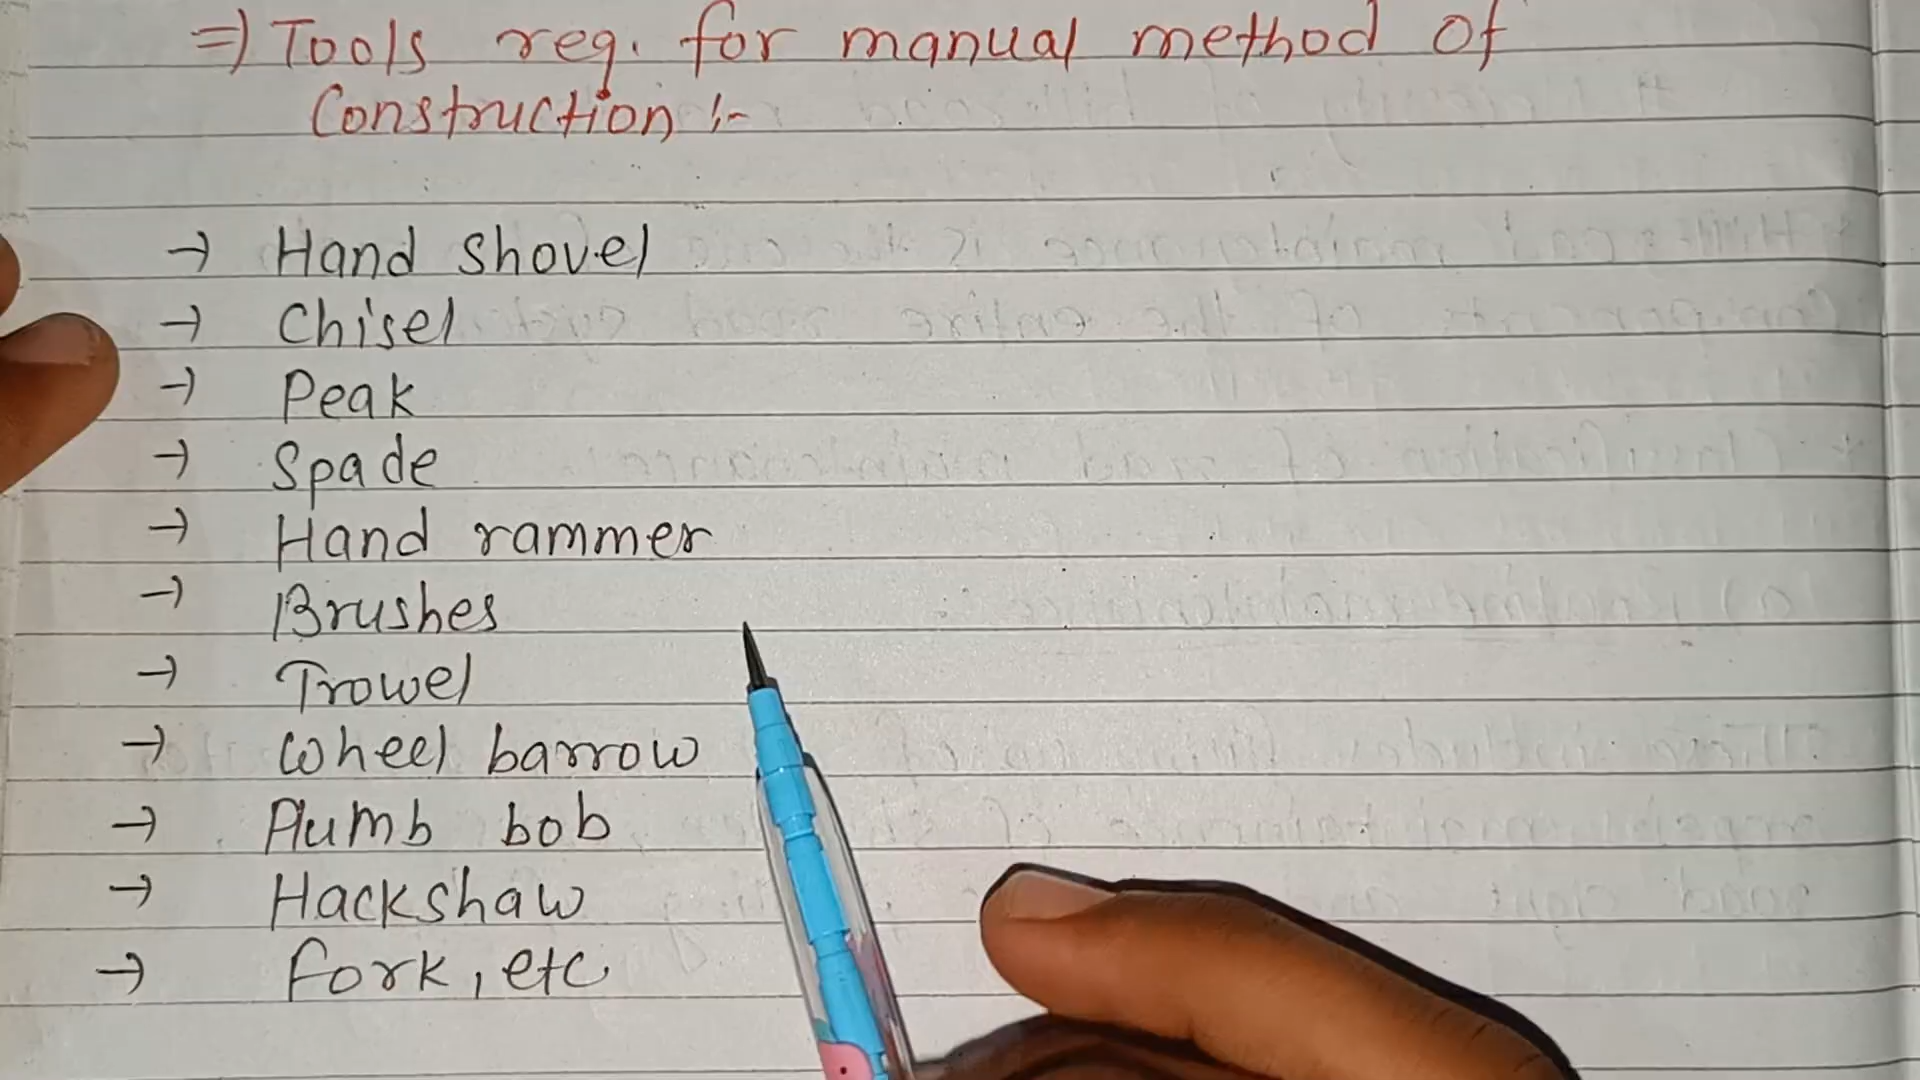 ⇒ Tools req. for manual method of
Construction :-
→ Hand shovel
→ Chisel
→ Peak
→ Spade
→ Hand rammer
→ Brushes
→ Trowel
→ Wheel barrow
→ Plumb bob
→ Hackshaw
→ Fork, etc